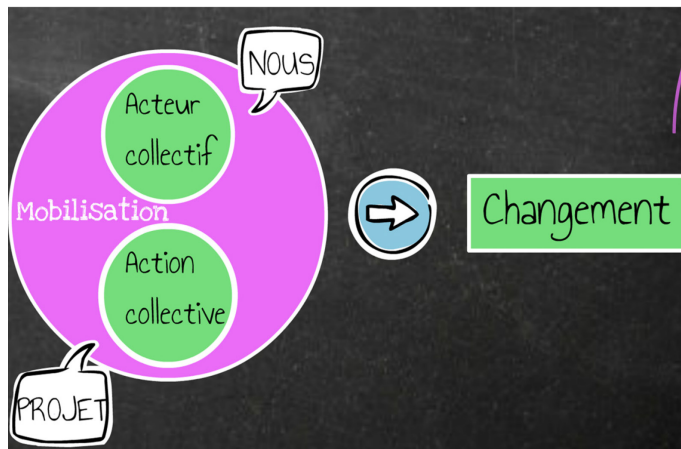 NOUS
Acteur
collectif
Mobilisation
Action
collective
PROJET
Changement